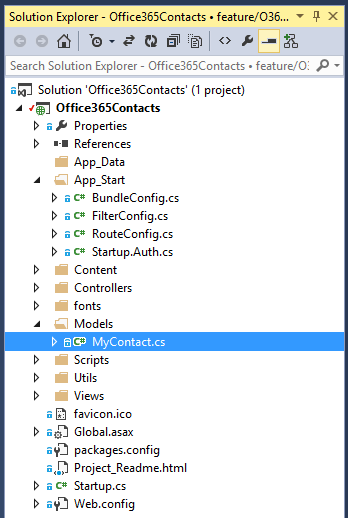 Solution Explorer - Office365Contacts • feature/O36...
Search Solution Explorer - Office365Contacts • feature/O3
Solution 'Office365Contacts' (1 project)
Office365Contacts
Properties
References
App_Data
App_Start
C# BundleConfig.cs
C# FilterConfig.cs
C# RouteConfig.cs
C# Startup.Auth.cs
Content
Controllers
fonts
Models
C# MyContact.cs
Scripts
Utils
Views
favicon.ico
Global.asax
packages.config
Project_Readme.html
C# Startup.cs
Web.config